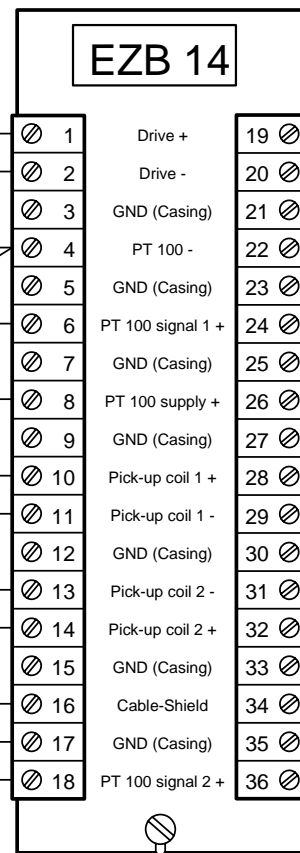 EZB 14
1 Drive + 19
2 Drive - 20
3 GND (Casing) 21
4 PT 100 - 22
5 GND (Casing) 23
6 PT 100 signal 1 + 24
7 GND (Casing) 25
8 PT 100 supply + 26
9 GND (Casing) 27
10 Pick-up coil 1 + 28
11 Pick-up coil 1 - 29
12 GND (Casing) 30
13 Pick-up coil 2 - 31
14 Pick-up coil 2 + 32
15 GND (Casing) 33
16 Cable-Shield 34
17 GND (Casing) 35
18 PT 100 signal 2 + 36